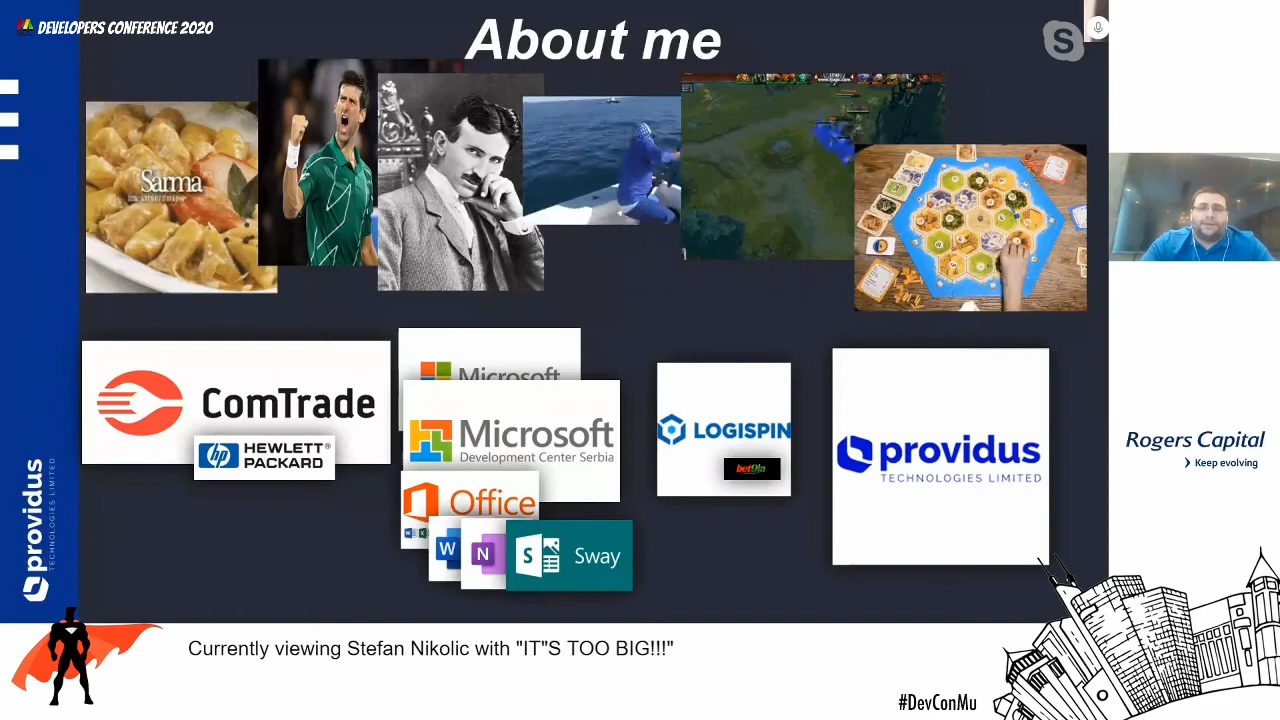 DEVELOPERS CONFERENCE 2020
About me
S
Sarma
ComTrade
hp HEWLETT®
PACKARD
Microsoft
Microsoft
Development Center Serbia
Office
W
N
S
Sway
LOGISPIN
bet9ja
providus
TECHNOLOGIES LIMITED
Rogers Capital
Keep evolving
providus
TECHNOLOGIES LIMITED
Currently viewing Stefan Nikolic with "IT"S TOO BIG!!!"
#DevConMu